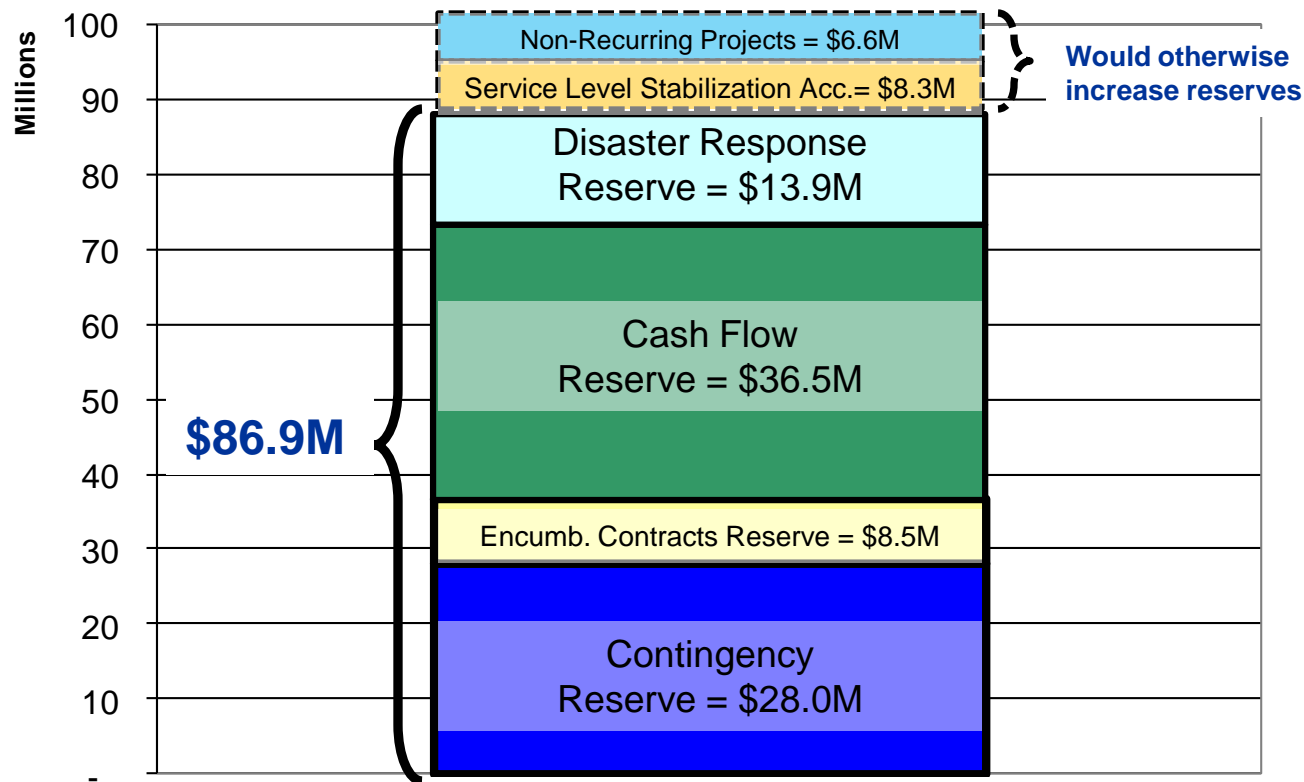 Millions
100
90
80
70
60
50
40
30
20
10
-
Non-Recurring Projects = $6.6M
Service Level Stabilization Acc.= $8.3M
Disaster Response
Reserve = $13.9M
Cash Flow
Reserve = $36.5M
Encumb. Contracts Reserve = $8.5M
Contingency
Reserve = $28.0M
$86.9M
Would otherwise
increase reserves